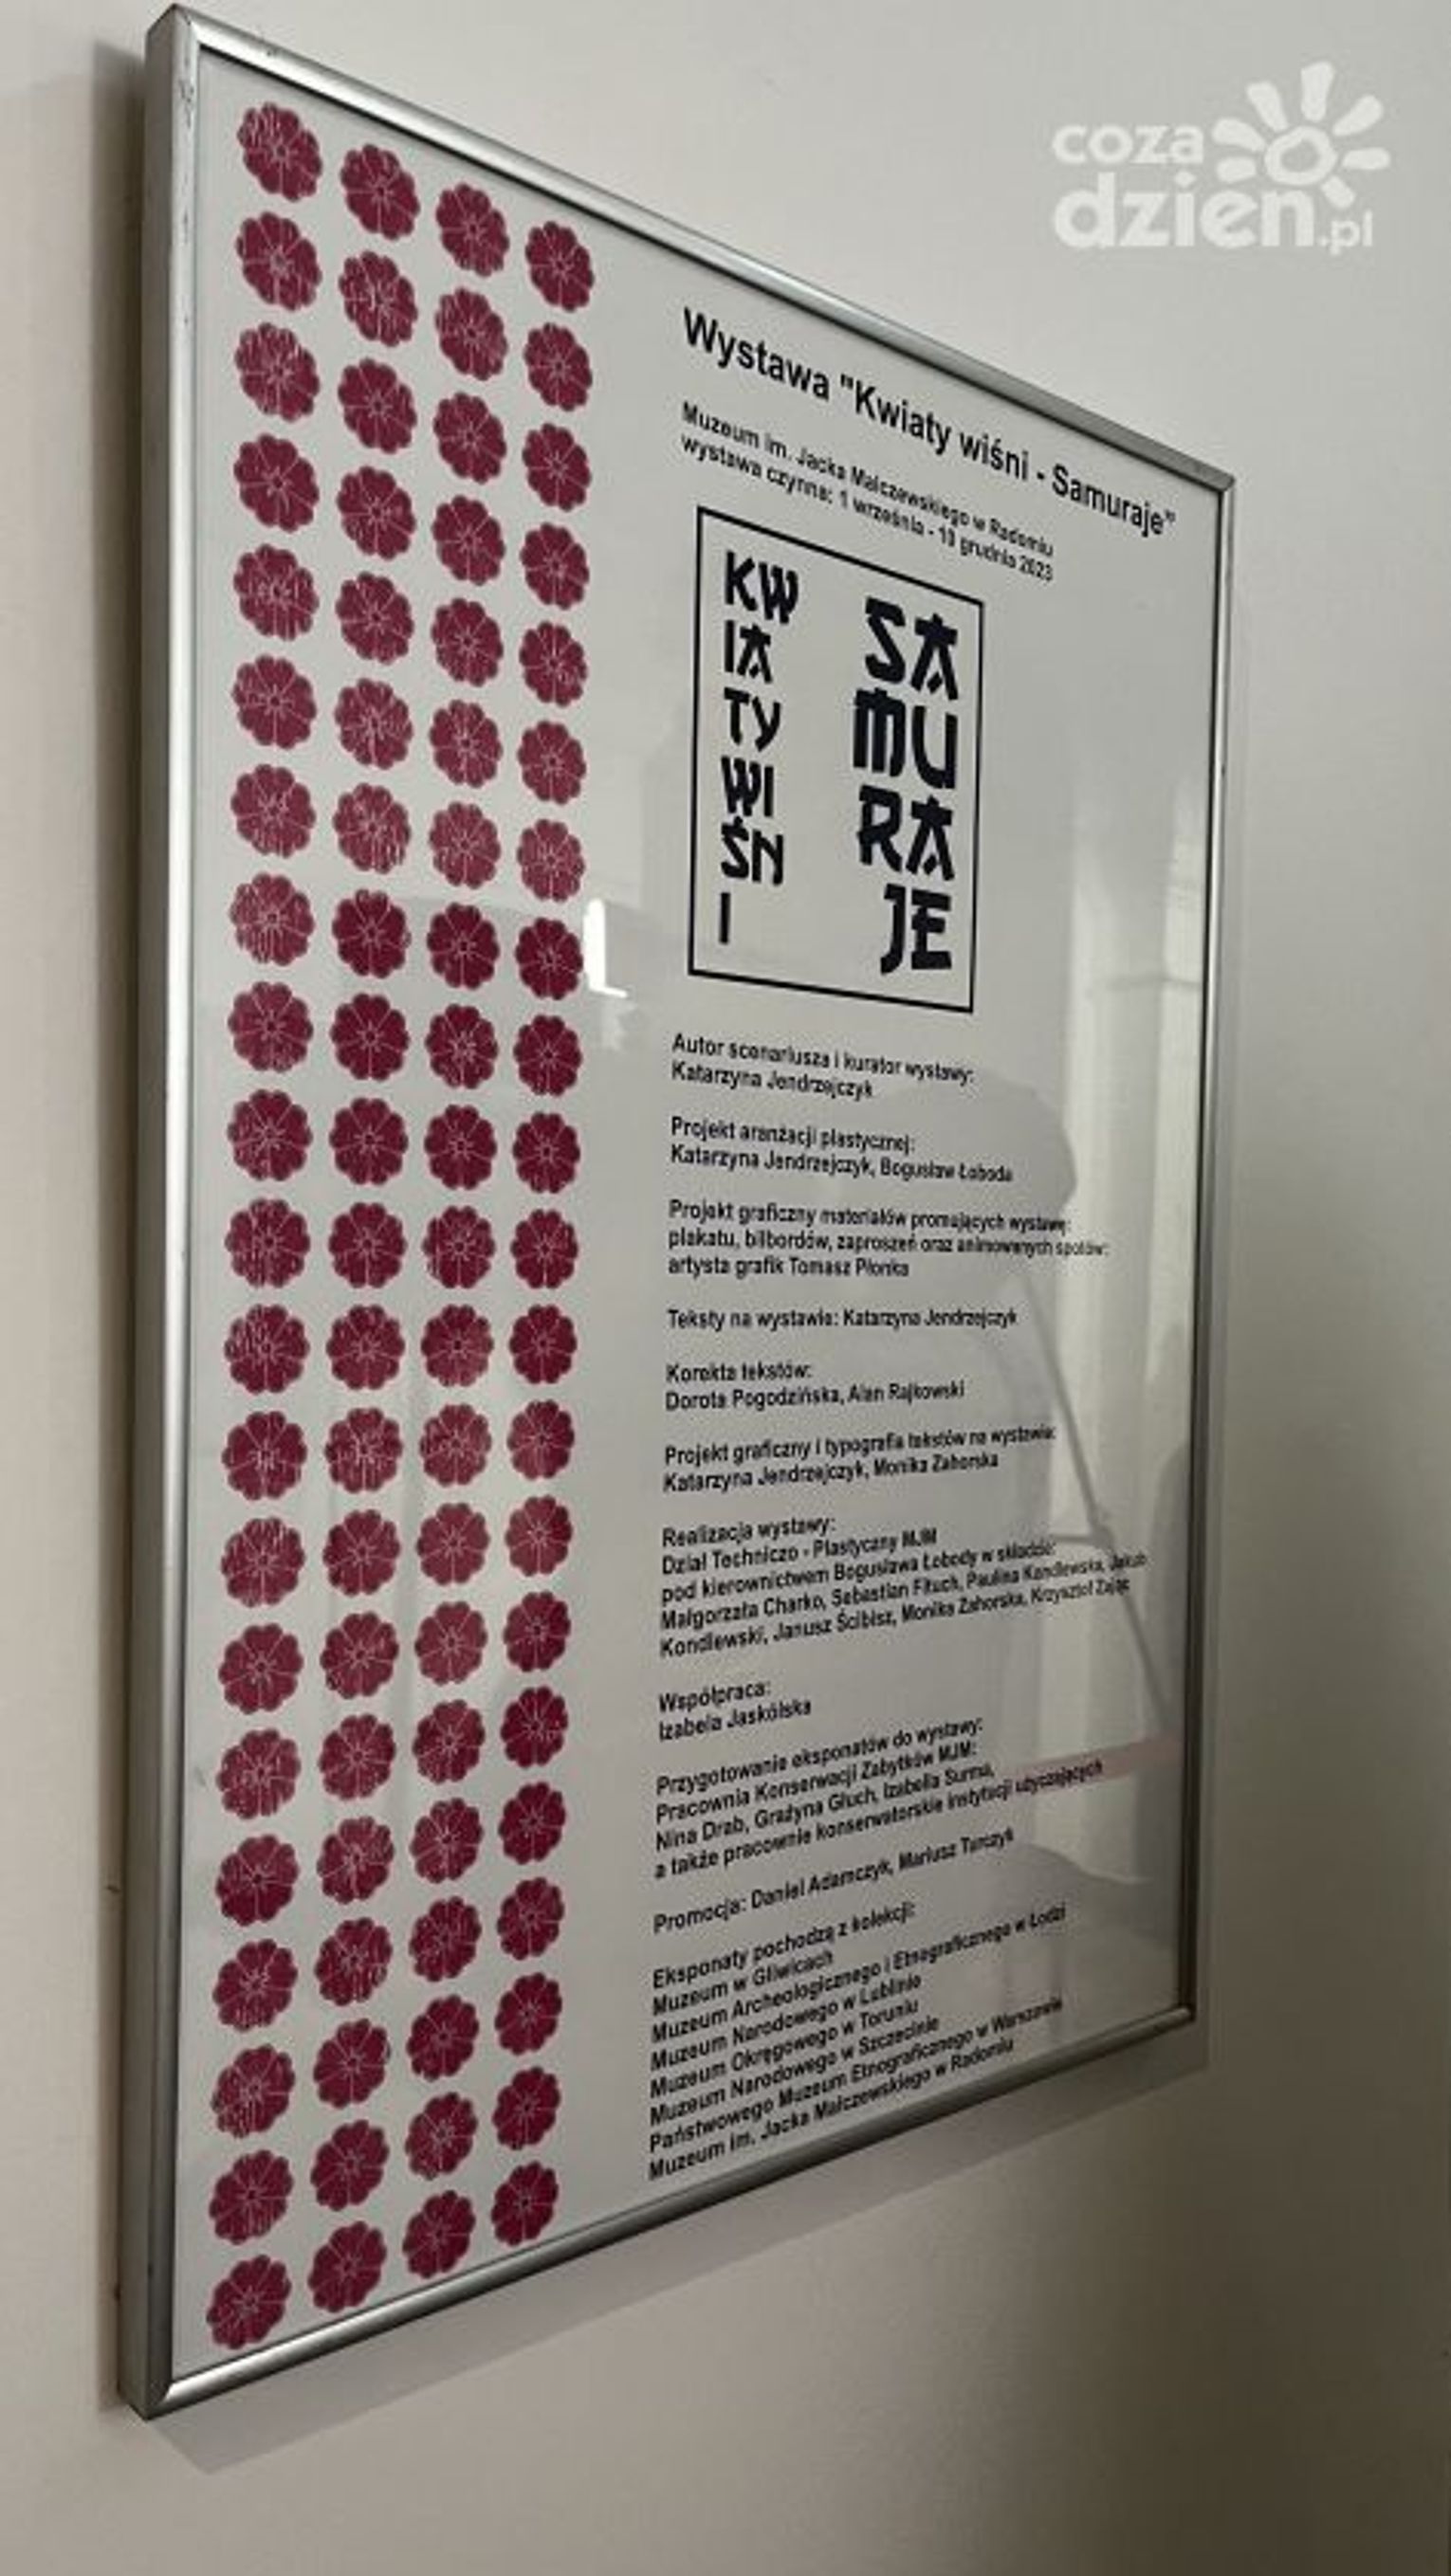 coza
dzien.pl
Wystawa "Kwiaty wiśni - Samuraje"
Muzeum im. Jacka Malczewskiego w Radomiu
wystawa czynna: 1 września - 10 grudnia 2023
KW
IA
TY
WI
ŚN
I
SA
MU
RA
JE
Autor scenariusza i kurator wystawy:
Katarzyna Jendrzejczyk
Projekt aranżacji plastycznej:
Katarzyna Jendrzejczyk, Bogusław Łoboda
Projekt graficzny materiałów promujących wystawę:
plakatu, bilbordów, zaproszeń oraz animowanych spotów:
artysta grafik Tomasz Płonka
Teksty na wystawie: Katarzyna Jendrzejczyk
Korekta tekstów:
Dorota Pogodzińska, Alan Rajkowski
Projekt graficzny i typografia tekstów na wystawie:
Katarzyna Jendrzejczyk, Monika Zahorska
Realizacja wystawy:
Dział Techniczo - Plastyczny MJM
pod kierownictwem Bogusława Łobody w składzie:
Małgorzata Charko, Sebastian Fituch, Paulina Kandlewska, Jakub
Kondlewski, Janusz Ścibisz, Monika Zahorska, Krzysztof Zając
Współpraca:
Izabela Jaskólska
Przygotowanie eksponatów do wystawy:
Pracownia Konserwacji Zabytków MJM:
Nina Drab, Grażyna Głuch, Izabella Surma,
a także pracownie konserwatorskie instytucji użyczających
Promocja: Daniel Adamczyk, Mariusz Tarczyk
Eksponaty pochodzą z kolekcji:
Muzeum w Gliwicach
Muzeum Archeologicznego i Etnograficznego w Łodzi
Muzeum Narodowego w Lublinie
Muzeum Okręgowego w Toruniu
Muzeum Narodowego w Szczecinie
Państwowego Muzeum Etnograficznego w Warszawie
Muzeum im. Jacka Malczewskiego w Radomiu